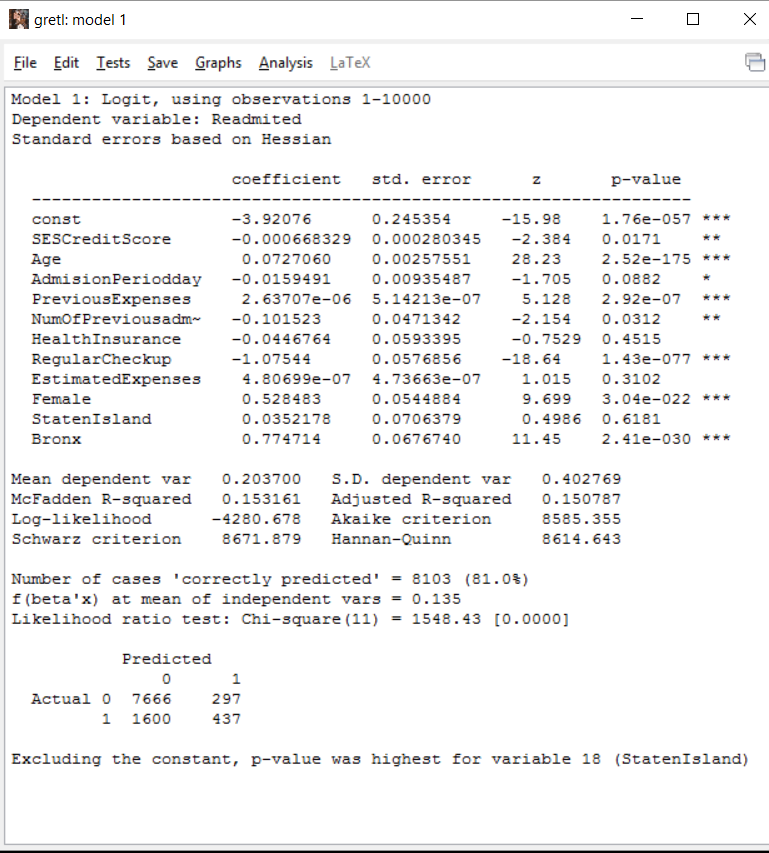 gretl: model 1
File Edit Tests Save Graphs Analysis LaTeX
Model 1: Logit, using observations 1-10000
Dependent variable: Readmited
Standard errors based on Hessian
coefficient std. error z p-value
---------------------------------------------------------------------
const -3.92076 0.245354 -15.98 1.76e-057 ***
SESCreditScore -0.000668329 0.000280345 -2.384 0.0171 **
Age 0.0727060 0.00257551 28.23 2.52e-175 ***
AdmisionPeriodday -0.0159491 0.00935487 -1.705 0.0882 *
PreviousExpenses 2.63707e-06 5.14213e-07 5.128 2.92e-07 ***
NumOfPreviousadm~ -0.101523 0.0471342 -2.154 0.0312 **
HealthInsurance -0.0446764 0.0593395 -0.7529 0.4515
RegularCheckup -1.07544 0.0576856 -18.64 1.43e-077 ***
EstimatedExpenses 4.80699e-07 4.73663e-07 1.015 0.3102
Female 0.528483 0.0544884 9.699 3.04e-022 ***
StatenIsland 0.0352178 0.0706379 0.4986 0.6181
Bronx 0.774714 0.0676740 11.45 2.41e-030 ***
Mean dependent var 0.203700 S.D. dependent var 0.402769
McFadden R-squared 0.153161 Adjusted R-squared 0.150787
Log-likelihood -4280.678 Akaike criterion 8585.355
Schwarz criterion 8671.879 Hannan-Quinn 8614.643
Number of cases 'correctly predicted' = 8103 (81.0%)
f(beta'x) at mean of independent vars = 0.135
Likelihood ratio test: Chi-square(11) = 1548.43 [0.0000]
Predicted
0 1
Actual 0 7666 297
1 1600 437
Excluding the constant, p-value was highest for variable 18 (StatenIsland)